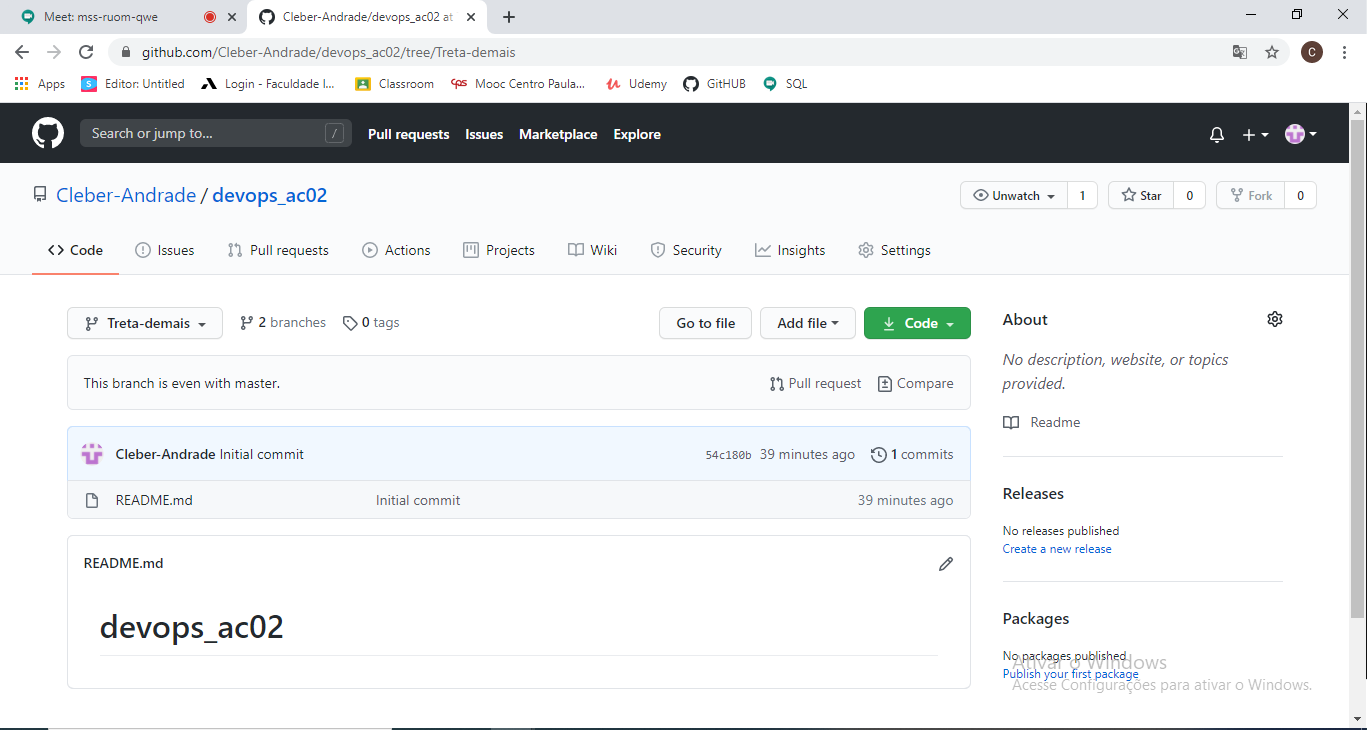 Meet: mss-ruom-qwe
Cleber-Andrade/devops_ac02 at
github.com/Cleber-Andrade/devops_ac02/tree/Treta-demais
C
Apps
S Editor: Untitled
Login - Faculdade I...
Classroom
cps Mooc Centro Paula...
Udemy
GitHUB
SQL
Search or jump to... /
Pull requests Issues Marketplace Explore
Cleber-Andrade / devops_ac02
Unwatch 1
Star 0
Fork 0
Code Issues Pull requests Actions Projects Wiki Security Insights Settings
Treta-demais 2 branches 0 tags
Go to file Add file Code
This branch is even with master.
Pull request Compare
Cleber-Andrade Initial commit 54c180b 39 minutes ago 1 commits
README.md Initial commit 39 minutes ago
README.md
devops_ac02
About
No description, website, or topics
provided.
Readme
Releases
No releases published
Create a new release
Packages
No packages published
Publish your first package
Ativar o Windows
Acesse Configurações para ativar o Windows.